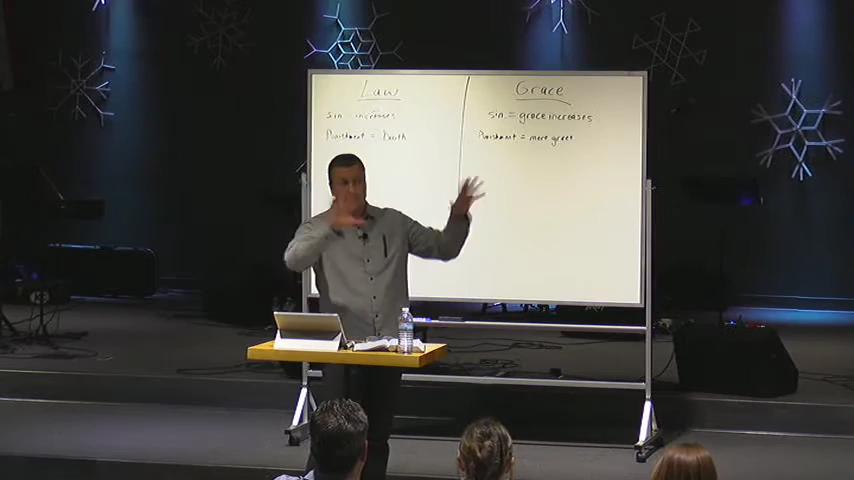 Law
Grace
sin increases
sin = grace increases
Punishment = Death
Punishment = more grace